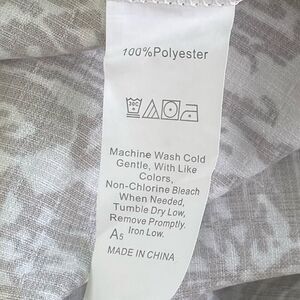 100%Polyester
30C
Machine Wash Cold
Gentle, With Like
Colors,
Non-Chlorine Bleach
When Needed,
Tumble Dry Low,
Remove Promptly.
Iron Low.
A5
MADE IN CHINA